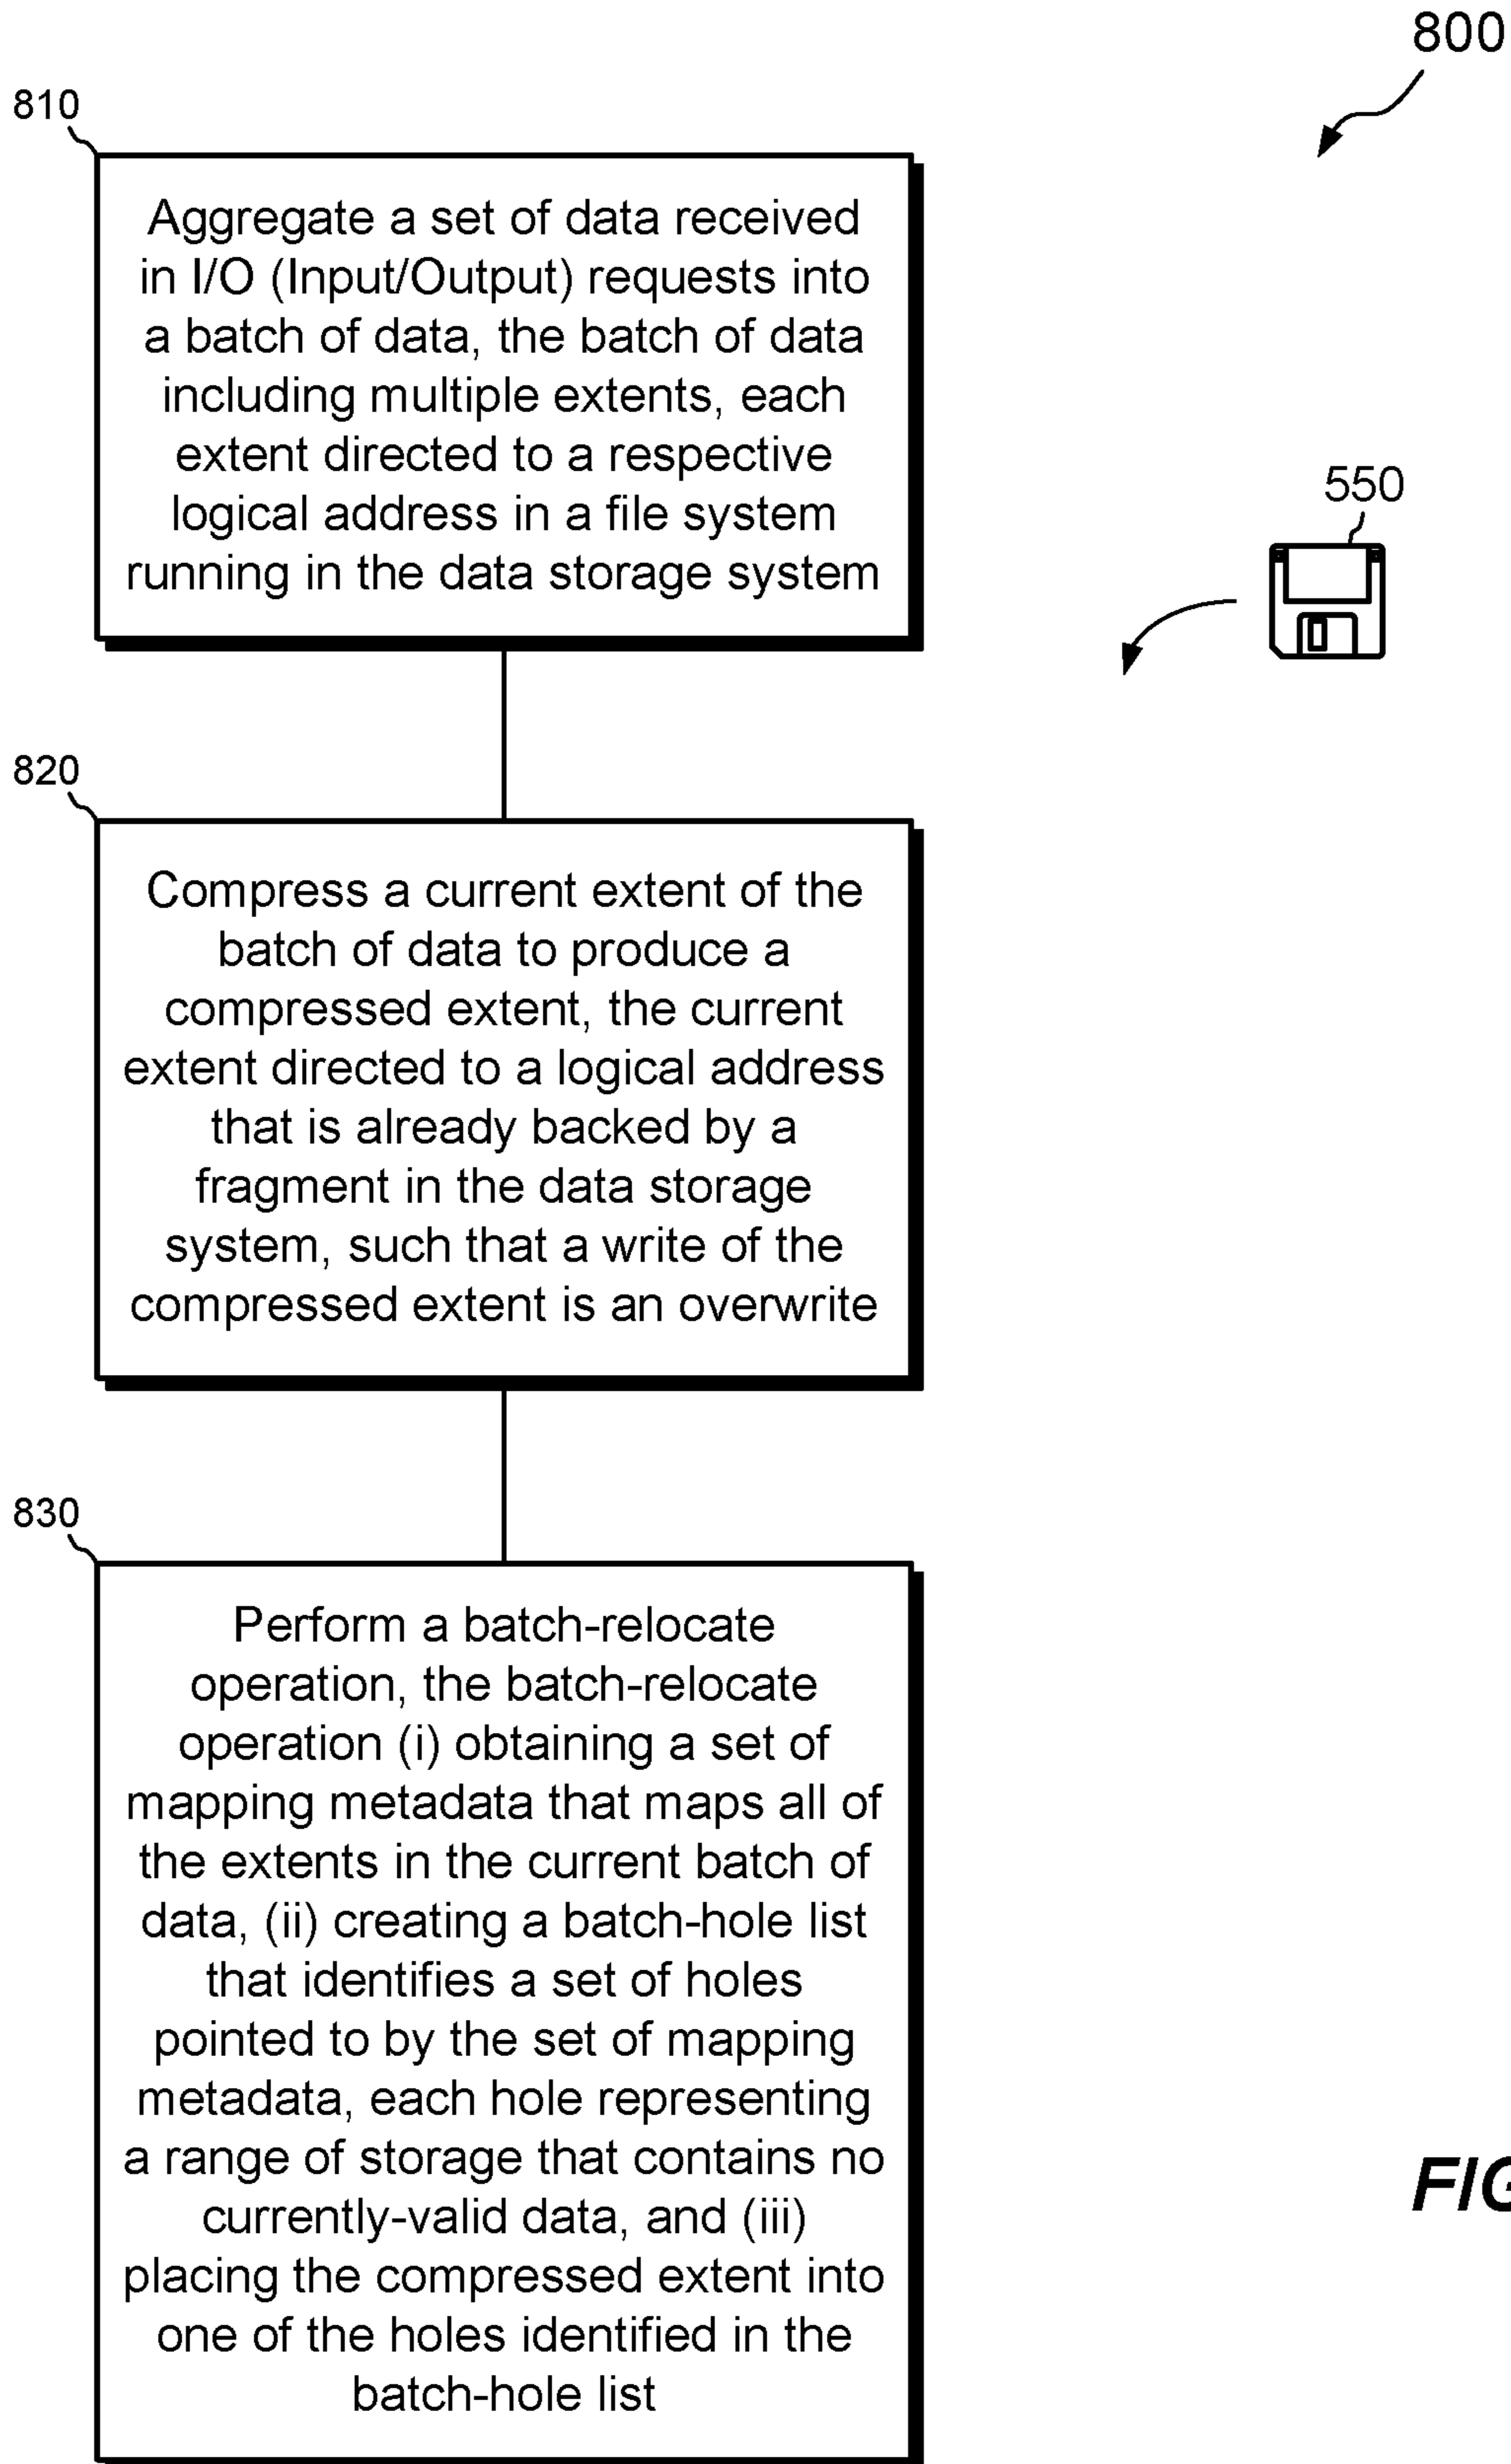 800
810
Aggregate a set of data received
in I/O (Input/Output) requests into
a batch of data, the batch of data
including multiple extents, each
extent directed to a respective
logical address in a file system
running in the data storage system
550
820
Compress a current extent of the
batch of data to produce a
compressed extent, the current
extent directed to a logical address
that is already backed by a
fragment in the data storage
system, such that a write of the
compressed extent is an overwrite
830
Perform a batch-relocate
operation, the batch-relocate
operation (i) obtaining a set of
mapping metadata that maps all of
the extents in the current batch of
data, (ii) creating a batch-hole list
that identifies a set of holes
pointed to by the set of mapping
metadata, each hole representing
a range of storage that contains no
currently-valid data, and (iii)
placing the compressed extent into
one of the holes identified in the
batch-hole list